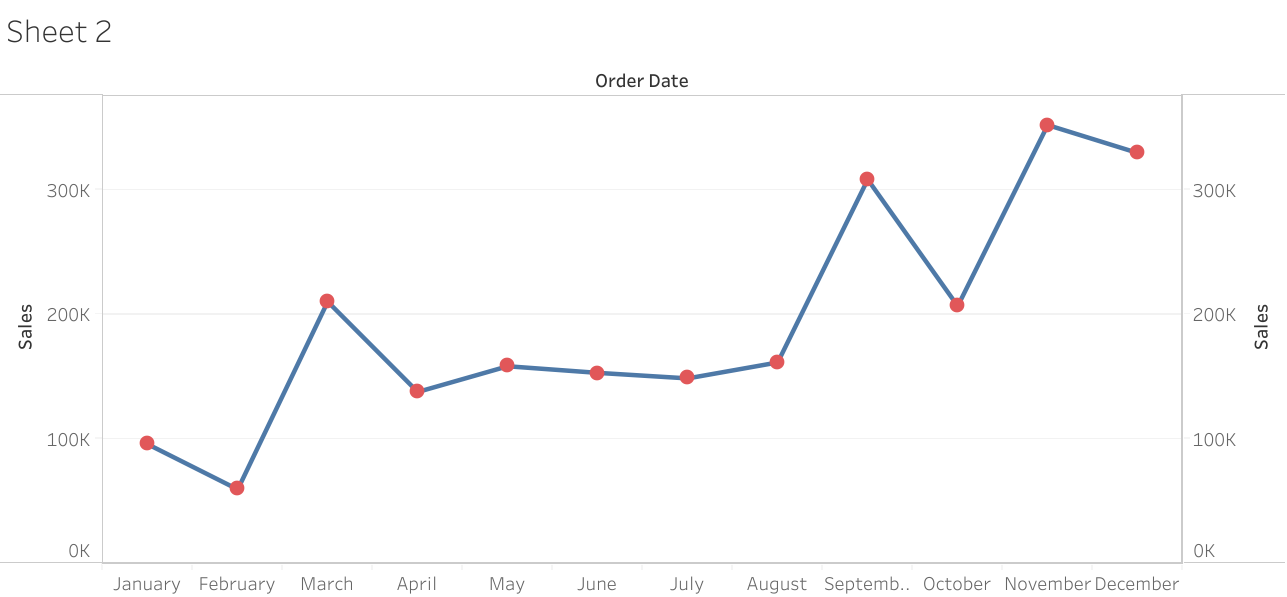 Sheet 2
Order Date
300K
200K
100K
0K
Sales
300K
200K
100K
0K
Sales
January February March April May June July August Septemb.. October November December